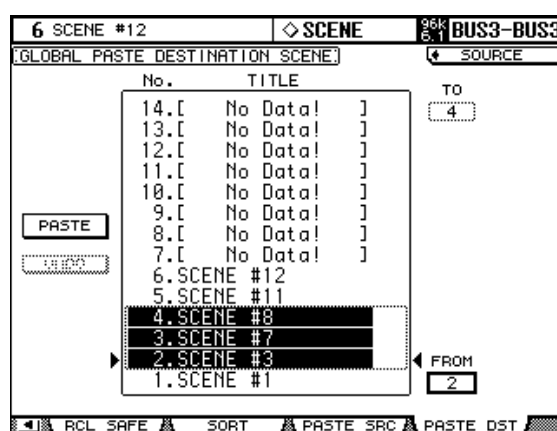 6 SCENE #12 ◇SCENE 96k 6.1 BUS3-BUS3
GLOBAL PASTE DESTINATION SCENE SOURCE
No. TITLE
TO
4
14.[ No Data! ]
13.[ No Data! ]
12.[ No Data! ]
11.[ No Data! ]
10.[ No Data! ]
9.[ No Data! ]
8.[ No Data! ]
7.[ No Data! ]
6.SCENE #12
5.SCENE #11
4.SCENE #8
3.SCENE #7
2.SCENE #3
1.SCENE #1
PASTE
UNDO
FROM
2
RCL SAFE SORT PASTE SRC PASTE DST